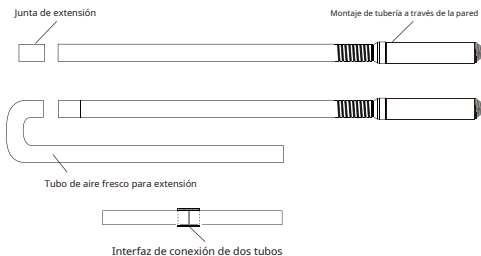 Junta de extensión
Montaje de tubería a través de la pared
Tubo de aire fresco para extensión
Interfaz de conexión de dos tubos